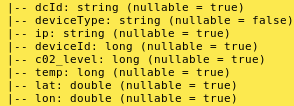 |-- dcId: string (nullable = true)
|-- deviceType: string (nullable = false)
|-- ip: string (nullable = true)
|-- deviceId: long (nullable = true)
|-- c02_level: long (nullable = true)
|-- temp: long (nullable = true)
|-- lat: double (nullable = true)
|-- lon: double (nullable = true)